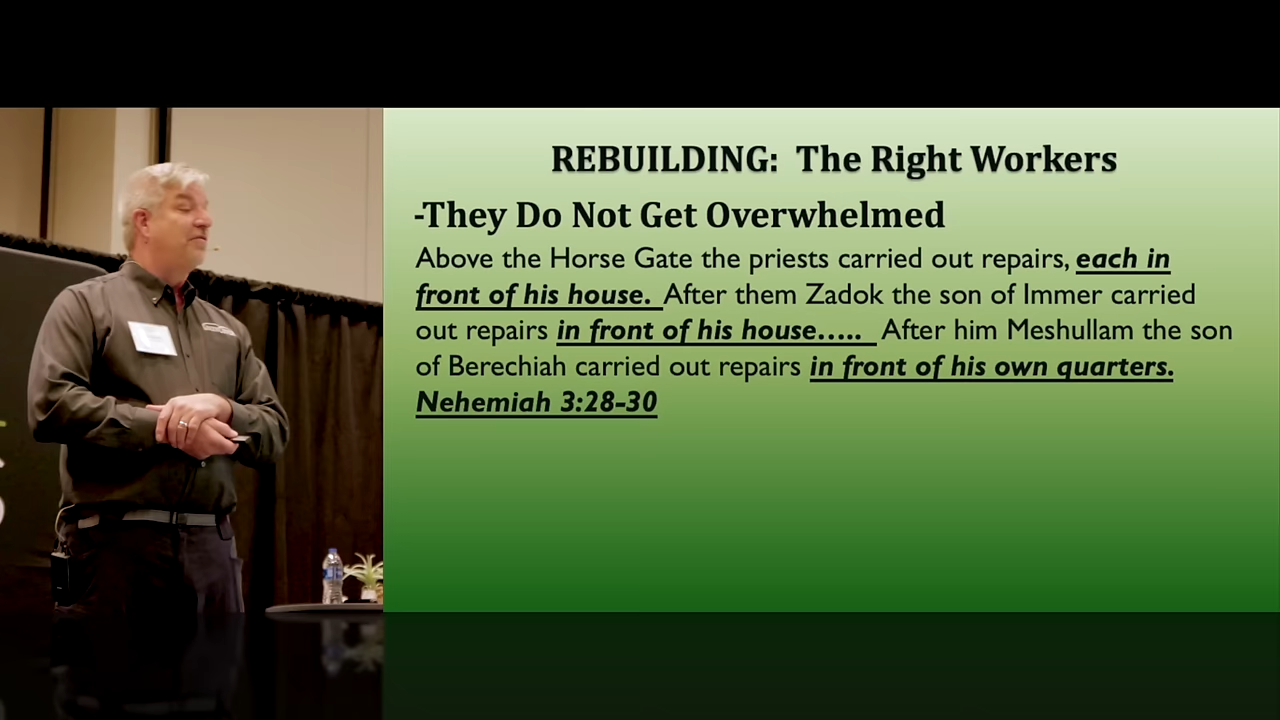 REBUILDING:  The Right Workers
-They Do Not Get Overwhelmed
Above the Horse Gate the priests carried out repairs, each in
front of his house.  After them Zadok the son of Immer carried
out repairs in front of his house.....  After him Meshullam the son
of Berechiah carried out repairs in front of his own quarters.
Nehemiah 3:28-30